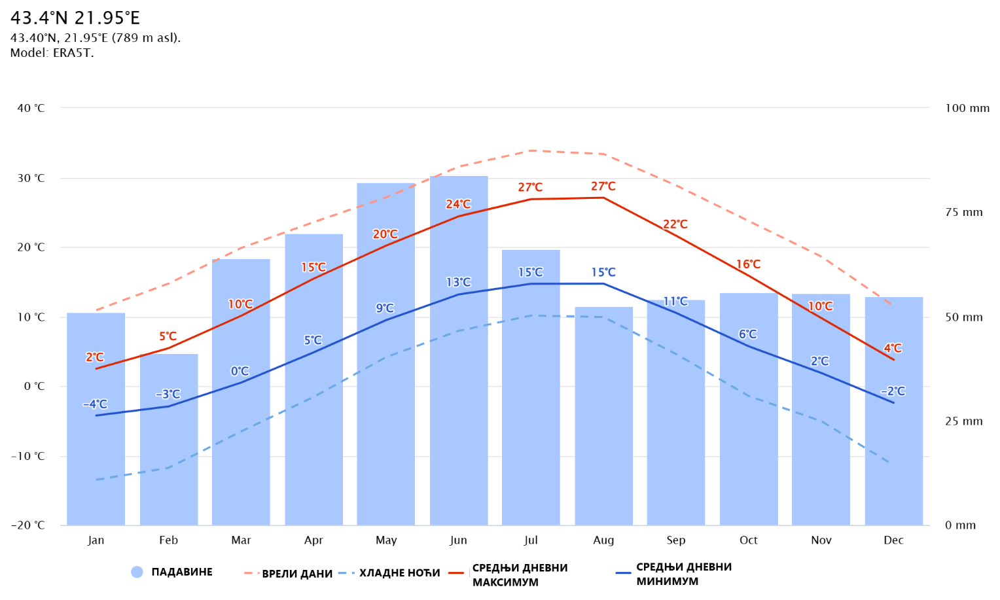 43.4°N 21.95°E
43.40°N, 21.95°E (789 m asl).
Model: ERA5T.
40 °C
100 mm
30 °C
75 mm
20 °C
10 °C
50 mm
0 °C
25 mm
−10 °C
−20 °C
0 mm
2°C 5°C 10°C 15°C 20°C 24°C 27°C 27°C 22°C 16°C 10°C 4°C
−4°C −3°C 0°C 5°C 9°C 13°C 15°C 15°C 11°C 6°C 2°C −2°C
Jan Feb Mar Apr May Jun Jul Aug Sep Oct Nov Dec
ПАДАВИНЕ
ВРЕЛИ ДАНИ
ХЛАДНЕ НОЋИ
СРЕДЊИ ДНЕВНИ
МАКСИМУМ
СРЕДЊИ ДНЕВНИ
МИНИМУМ